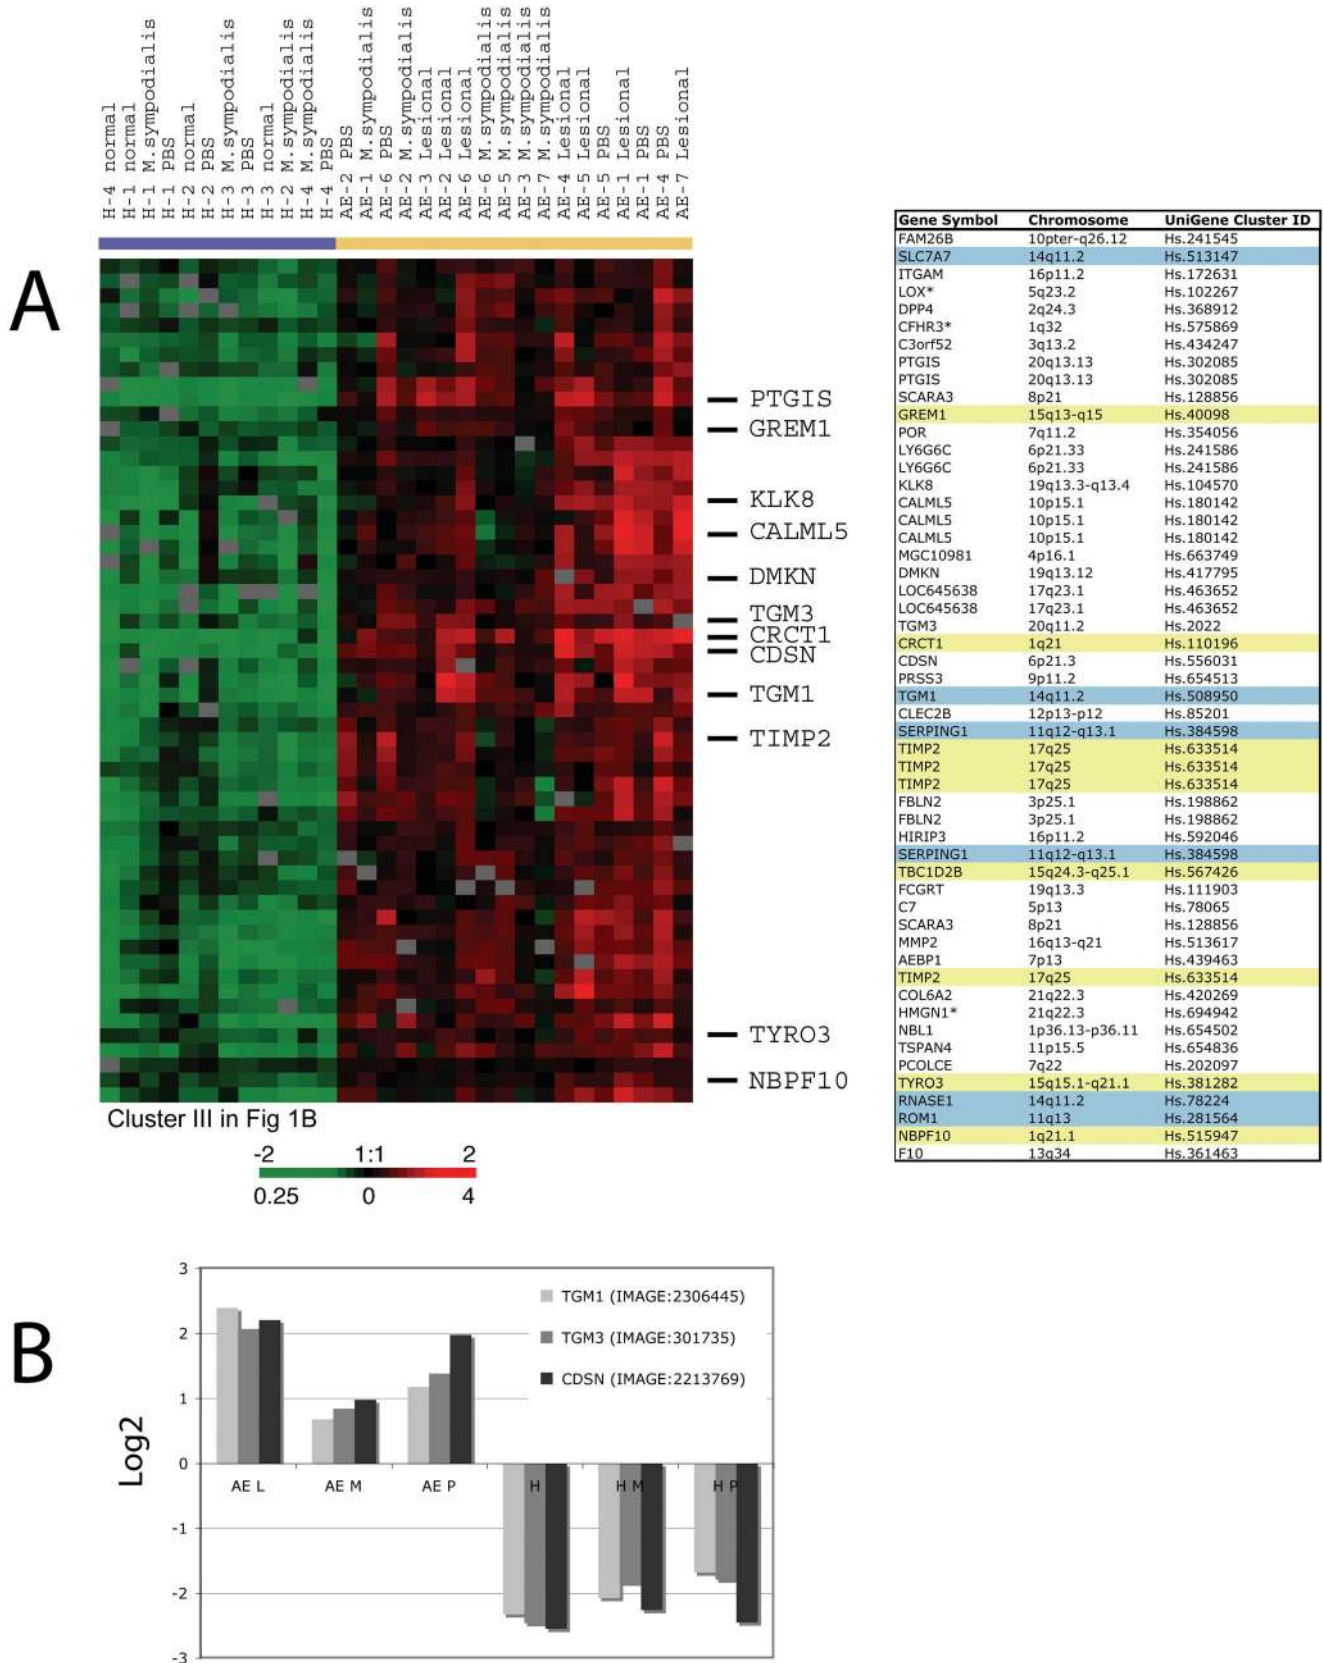 H-4 normal
H-1 normal
H-1 M.sympodialis
H-1 PBS
H-2 normal
H-2 PBS
H-3 M.sympodialis
H-3 PBS
H-3 normal
H-2 M.sympodialis
H-4 M.sympodialis
H-4 PBS
AE-2 PBS
AE-1 M.sympodialis
AE-6 PBS
AE-2 M.sympodialis
AE-3 Lesional
AE-2 Lesional
AE-6 Lesional
AE-6 M.sympodialis
AE-5 M.sympodialis
AE-3 M.sympodialis
AE-7 M.sympodialis
AE-4 Lesional
AE-5 Lesional
AE-5 PBS
AE-1 Lesional
AE-1 PBS
AE-4 PBS
AE-7 Lesional
A
PTGIS
GREM1
KLK8
CALML5
DMKN
TGM3
CRCT1
CDSN
TGM1
TIMP2
TYRO3
NBPF10
Cluster III in Fig 1B
-2 1:1 2
0.25 0 4
Gene Symbol Chromosome UniGene Cluster ID
FAM26B 10pter-q26.12 Hs.241545
SLC7A7 14q11.2 Hs.513147
ITGAM 16p11.2 Hs.172631
LOX* 5q23.2 Hs.102267
DPP4 2q24.3 Hs.368912
CFHR3* 1q32 Hs.575869
C3orf52 3q13.2 Hs.434247
PTGIS 20q13.13 Hs.302085
PTGIS 20q13.13 Hs.302085
SCARA3 8p21 Hs.128856
GREM1 15q13-q15 Hs.40098
POR 7q11.2 Hs.354056
LY6G6C 6p21.33 Hs.241586
LY6G6C 6p21.33 Hs.241586
KLK8 19q13.3-q13.4 Hs.104570
CALML5 10p15.1 Hs.180142
CALML5 10p15.1 Hs.180142
CALML5 10p15.1 Hs.180142
MGC10981 4p16.1 Hs.663749
DMKN 19q13.12 Hs.417795
LOC645638 17q23.1 Hs.463652
LOC645638 17q23.1 Hs.463652
TGM3 20q11.2 Hs.2022
CRCT1 1q21 Hs.110196
CDSN 6p21.3 Hs.556031
PRSS3 9p11.2 Hs.654513
TGM1 14q11.2 Hs.508950
CLEC2B 12p13-p12 Hs.85201
SERPING1 11q12-q13.1 Hs.384598
TIMP2 17q25 Hs.633514
TIMP2 17q25 Hs.633514
TIMP2 17q25 Hs.633514
FBLN2 3p25.1 Hs.198862
FBLN2 3p25.1 Hs.198862
HIRIP3 16p11.2 Hs.592046
SERPING1 11q12-q13.1 Hs.384598
TBC1D2B 15q24.3-q25.1 Hs.567426
FCGRT 19q13.3 Hs.111903
C7 5p13 Hs.78065
SCARA3 8p21 Hs.128856
MMP2 16q13-q21 Hs.513617
AEBP1 7p13 Hs.439463
TIMP2 17q25 Hs.633514
COL6A2 21q22.3 Hs.420269
HMGN1* 21q22.3 Hs.694942
NBL1 1p36.13-p36.11 Hs.654502
TSPAN4 11p15.5 Hs.654836
PCOLCE 7q22 Hs.202097
TYRO3 15q15.1-q21.1 Hs.381282
RNASE1 14q11.2 Hs.78224
ROM1 11q13 Hs.281564
NBPF10 1q21.1 Hs.515947
F10 13q34 Hs.361463
B
Log2
3
2
1
0
-1
-2
-3
TGM1 (IMAGE:2306445)
TGM3 (IMAGE:301735)
CDSN (IMAGE:2213769)
AE L AE M AE P H H M H P